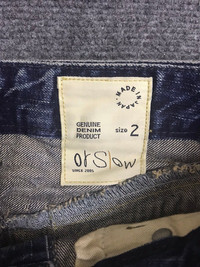 MADE IN JAPAN
GENUINE
DENIM
PRODUCT
size 2
orSlow
SINCE 2005